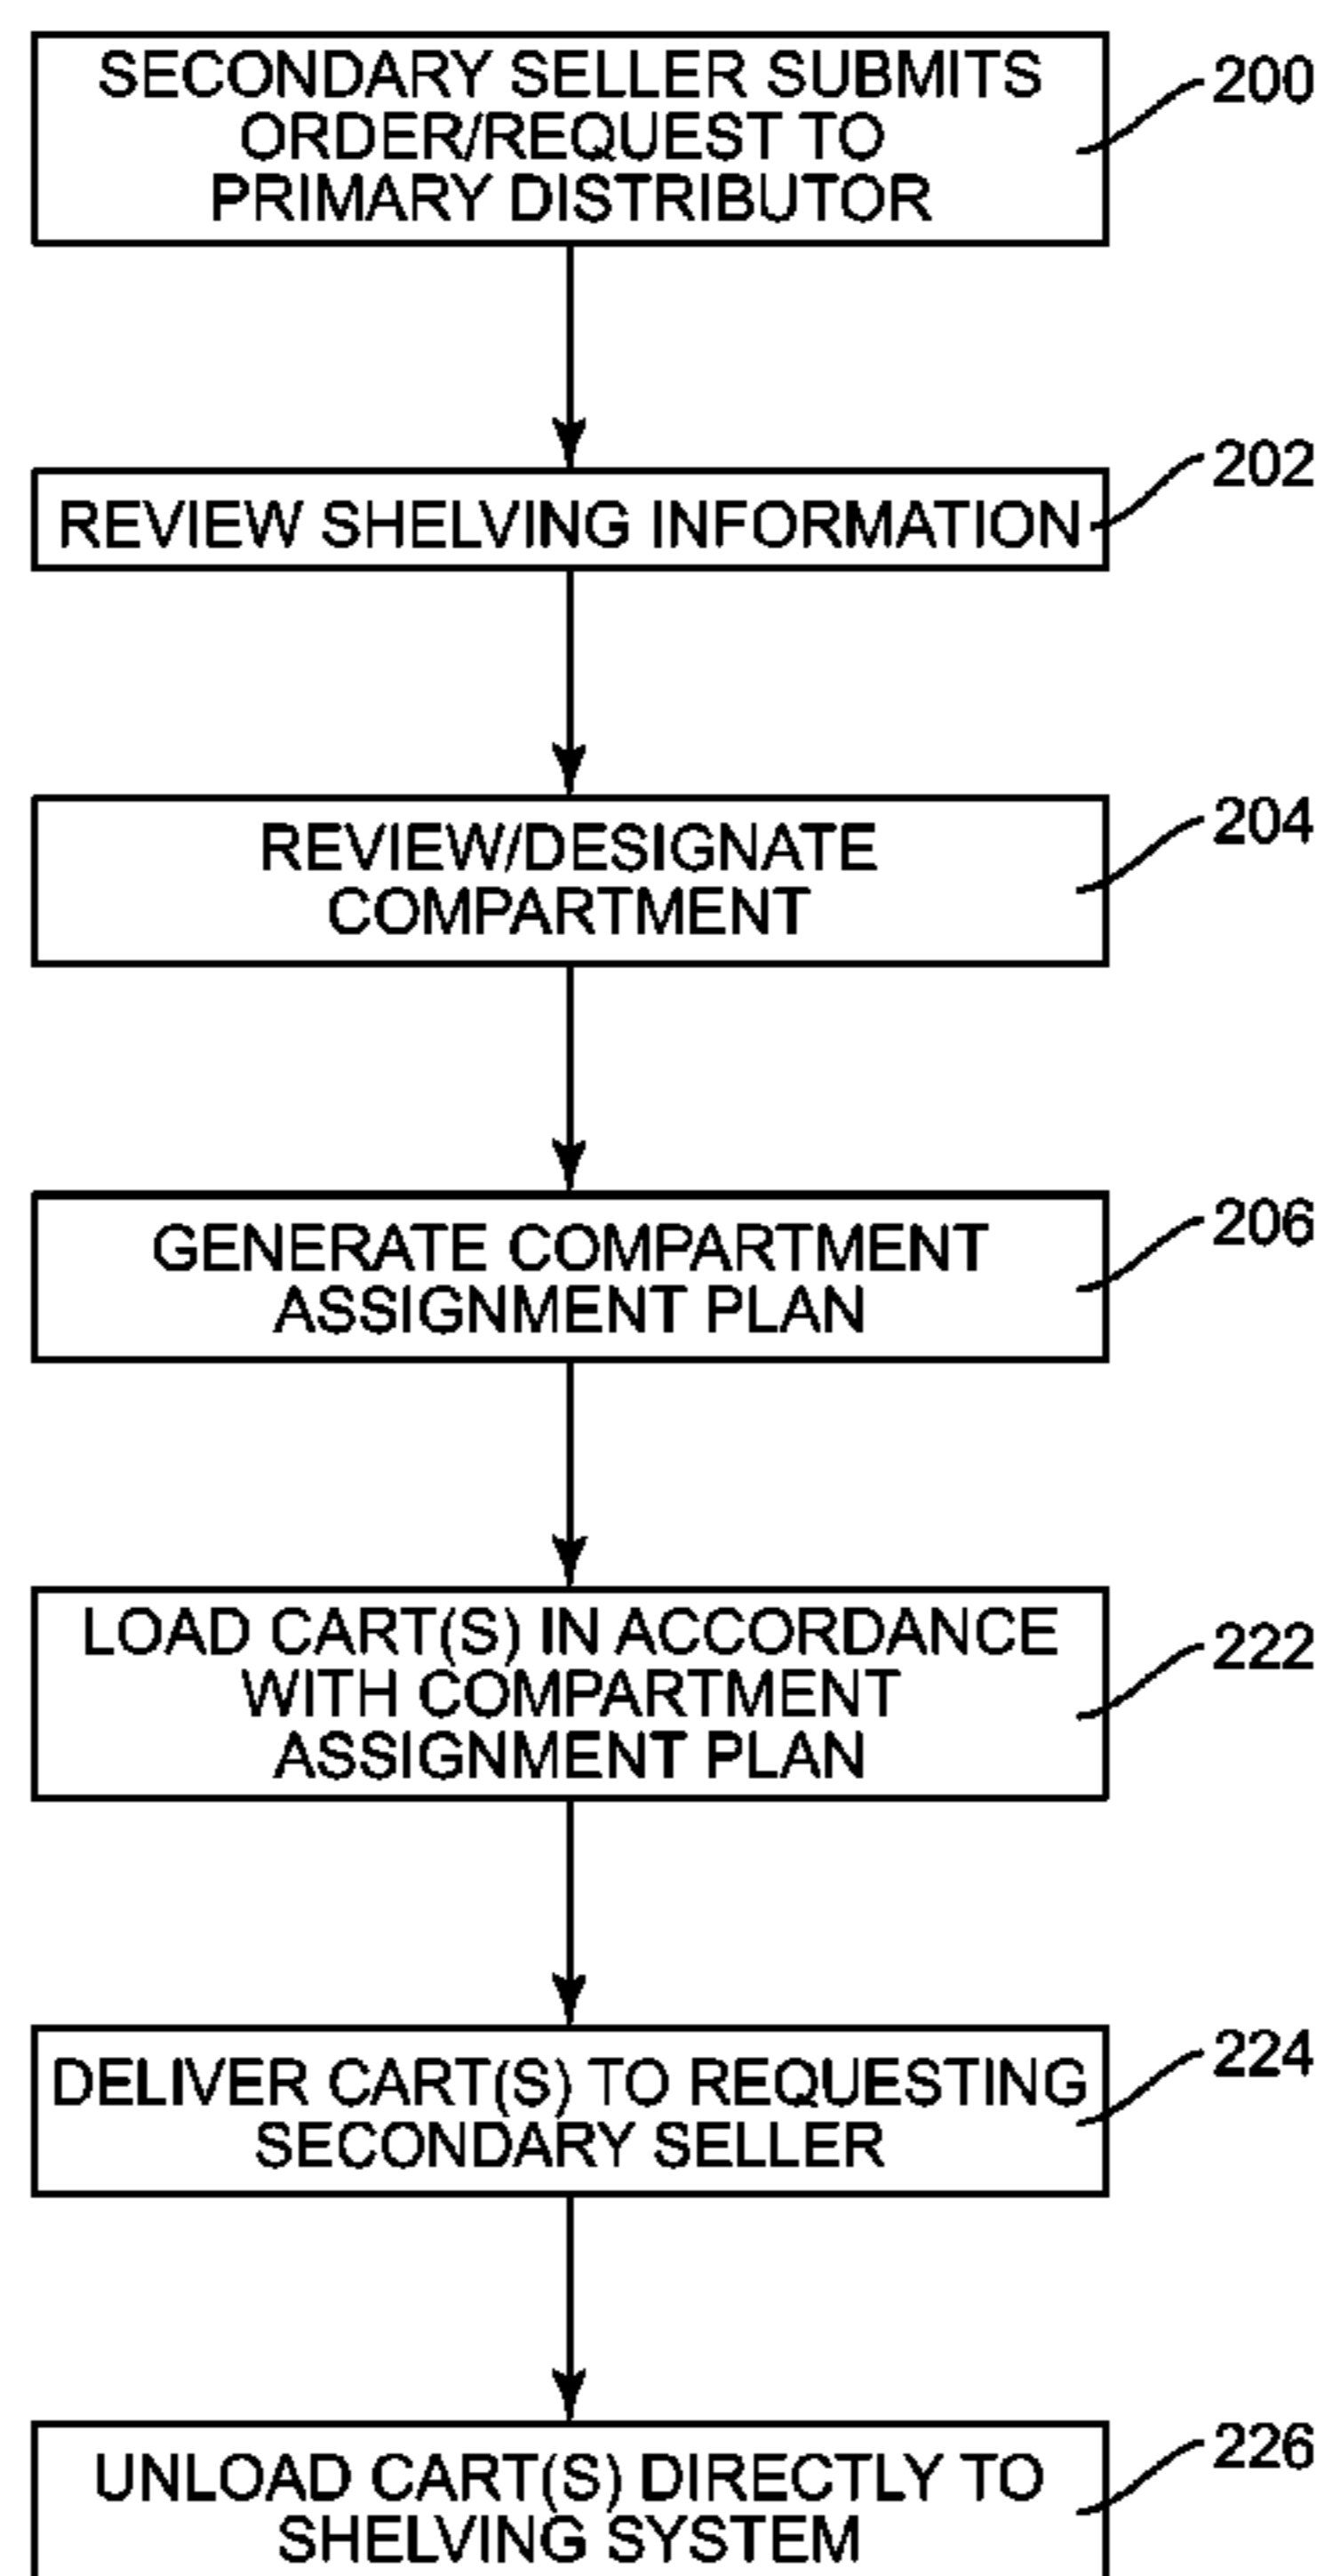 SECONDARY SELLER SUBMITS
ORDER/REQUEST TO
PRIMARY DISTRIBUTOR
200
REVIEW SHELVING INFORMATION
202
REVIEW/DESIGNATE
COMPARTMENT
204
GENERATE COMPARTMENT
ASSIGNMENT PLAN
206
LOAD CART(S) IN ACCORDANCE
WITH COMPARTMENT
ASSIGNMENT PLAN
222
DELIVER CART(S) TO REQUESTING
SECONDARY SELLER
224
UNLOAD CART(S) DIRECTLY TO
SHELVING SYSTEM
226